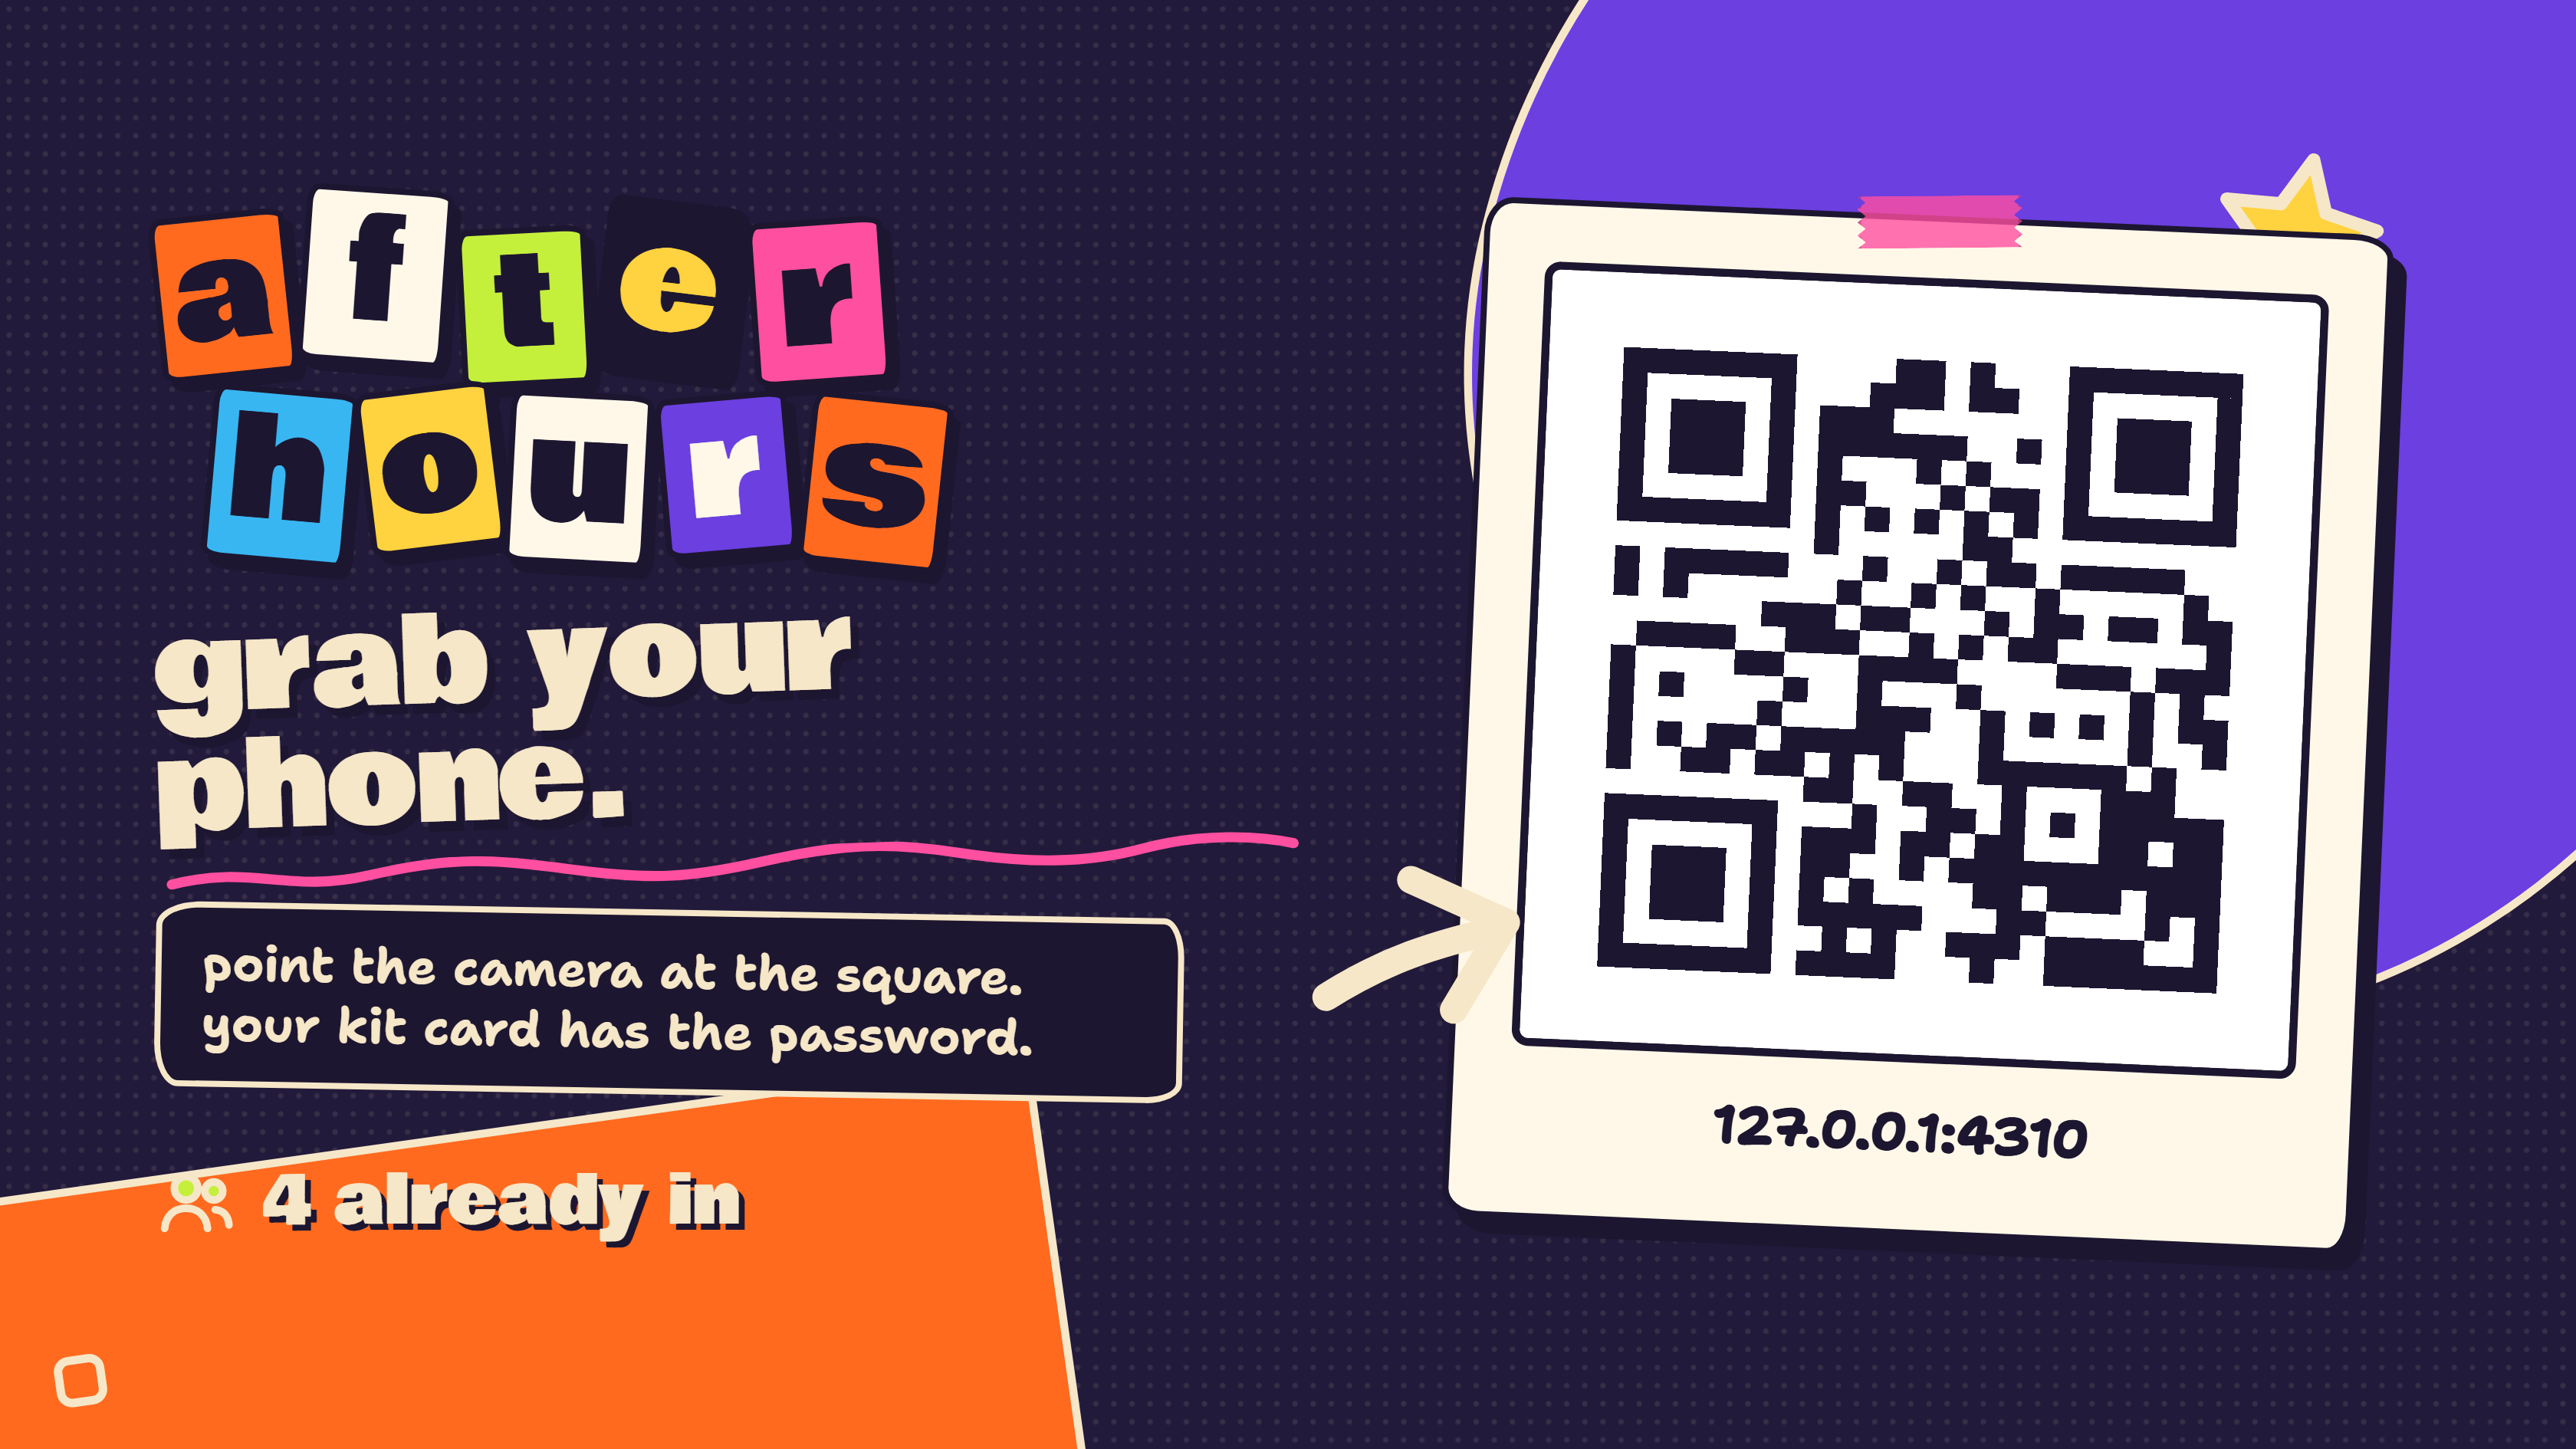 after
hours
grab your
phone.
point the camera at the square.
your kit card has the password.
4 already in
127.0.0.1:4310